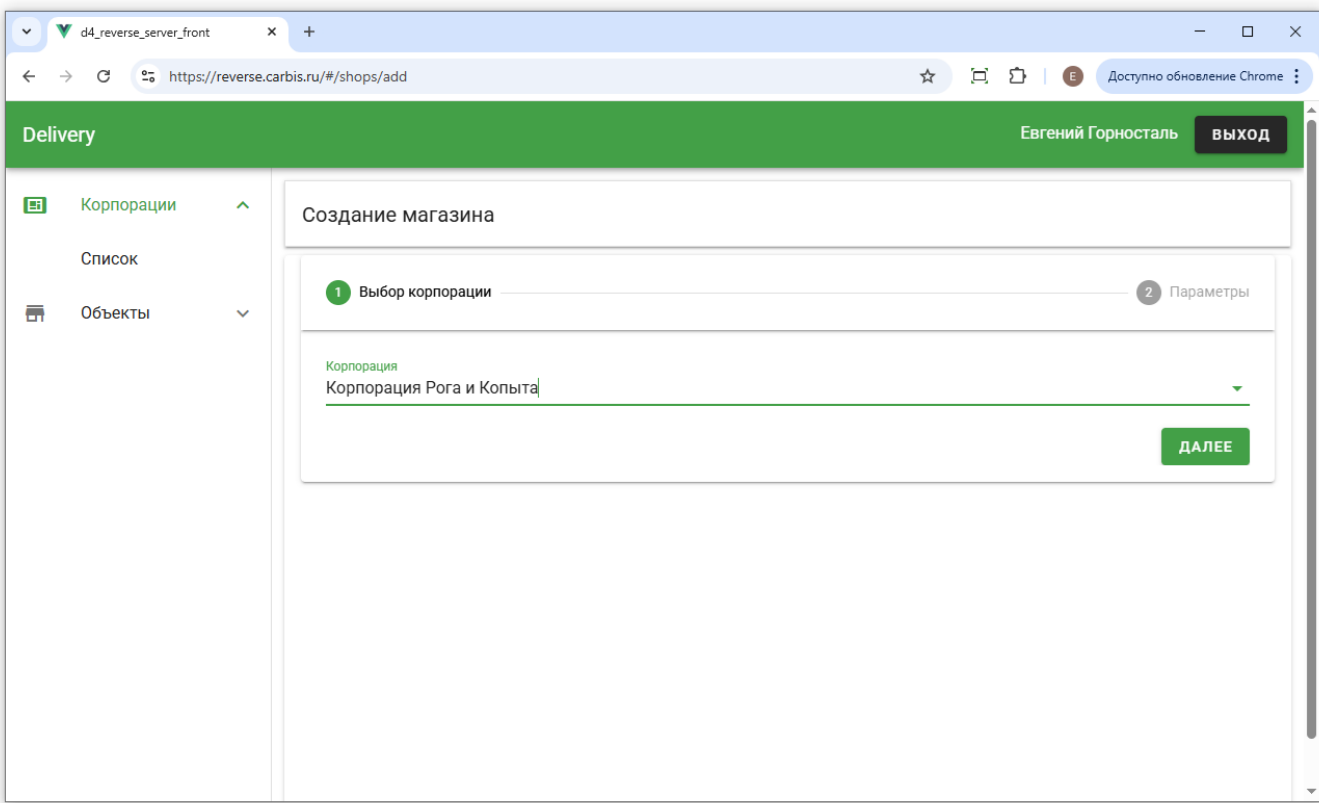 d4_reverse_server_front
https://reverse.carbis.ru/#/shops/add
E
Доступно обновление Chrome
Delivery
Евгений Горносталь
ВЫХОД
Корпорации
Список
Объекты
Создание магазина
1 Выбор корпорации
2 Параметры
Корпорация
Корпорация Рога и Копыта
ДАЛЕЕ